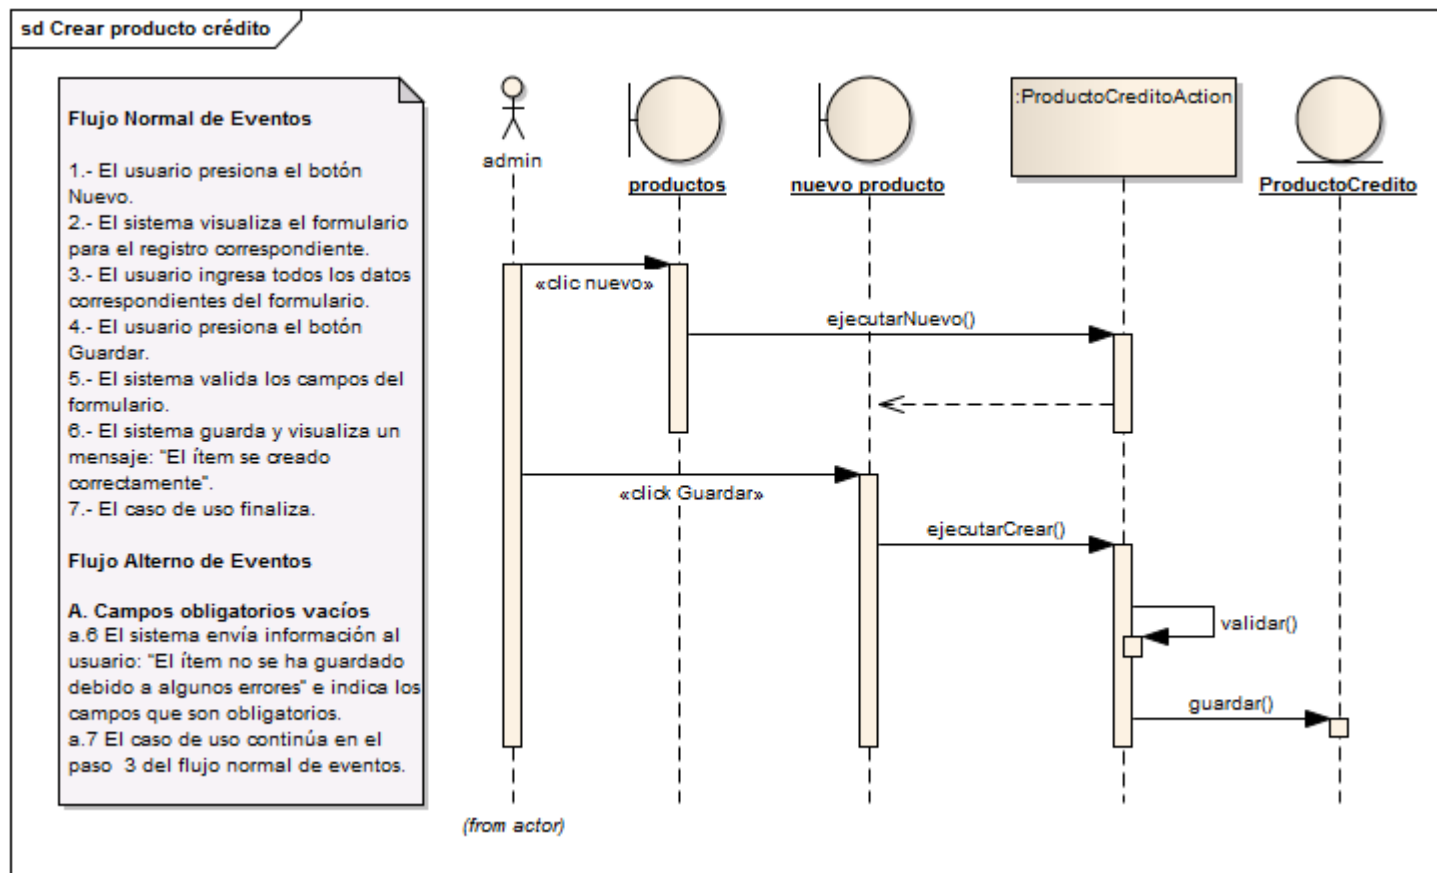 sd Crear producto crédito
Flujo Normal de Eventos
1.- El usuario presiona el botón
Nuevo.
2.- El sistema visualiza el formulario
para el registro correspondiente.
3.- El usuario ingresa todos los datos
correspondientes del formulario.
4.- El usuario presiona el botón
Guardar.
5.- El sistema valida los campos del
formulario.
6.- El sistema guarda y visualiza un
mensaje: "El ítem se creado
correctamente".
7.- El caso de uso finaliza.
Flujo Alterno de Eventos
A. Campos obligatorios vacíos
a.6 El sistema envía información al
usuario: "El ítem no se ha guardado
debido a algunos errores" e indica los
campos que son obligatorios.
a.7 El caso de uso continúa en el
paso  3 del flujo normal de eventos.
admin
productos
nuevo producto
:ProductoCreditoAction
ProductoCredito
«clic nuevo»
ejecutarNuevo()
«click Guardar»
ejecutarCrear()
validar()
guardar()
(from actor)